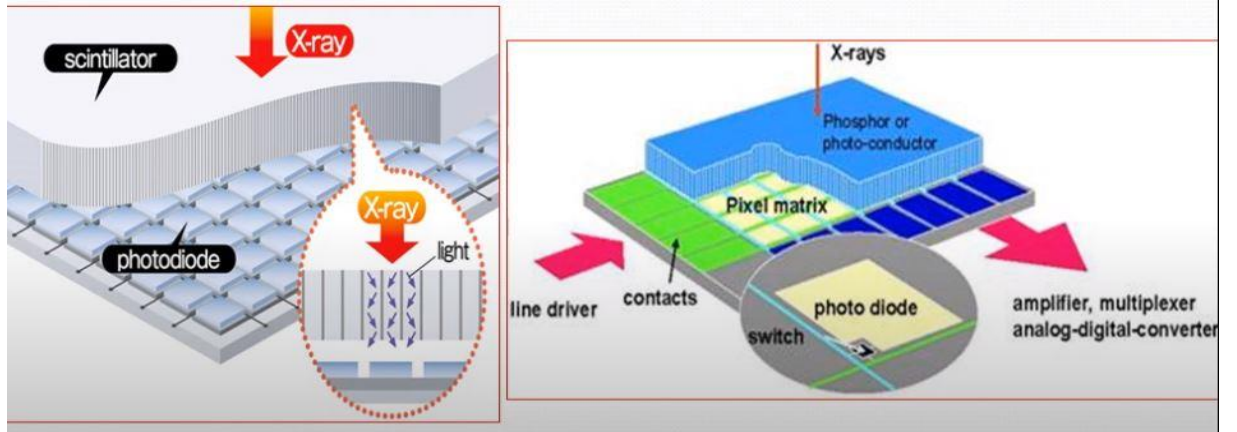 scintillator
X-ray
photodiode
X-ray
light
X-rays
Phosphor or
photo-conductor
Pixel matrix
line driver
contacts
switch
photo diode
amplifier, multiplexer
analog-digital-converter